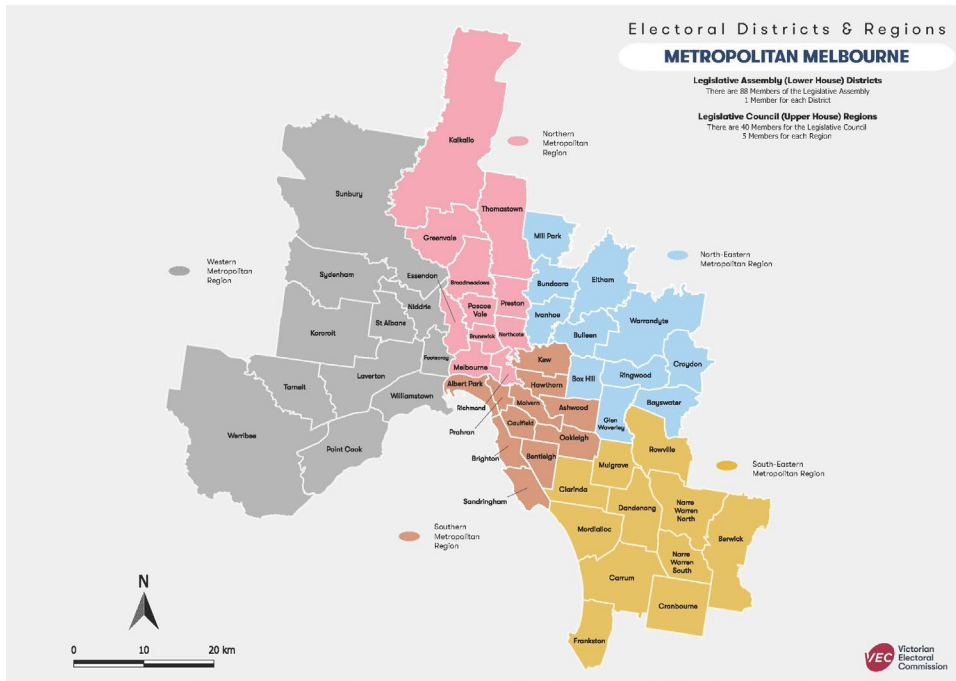 Electoral Districts & Regions
METROPOLITAN MELBOURNE
Legislative Assembly (Lower House) Districts
There are 88 Members of the Legislative Assembly
1 Member for each District
Legislative Council (Upper House) Regions
There are 40 Members for the Legislative Council
5 Members for each Region
Northern
Metropolitan
Region
Kalkallo
Sunbury
Thomastown
Greenvale
Mill Park
North-Eastern
Metropolitan Region
Western
Metropolitan
Region
Sydenham
Essendon
Broadmeadows
Bundoora
Eltham
Niddrie
Pascoe
Vale
Preston
Ivanhoe
Warrandyte
St Albans
Kororoit
Brunswick
Northcote
Bulleen
Footscray
Kew
Croydon
Melbourne
Laverton
Albert Park
Hawthorn
Box Hill
Ringwood
Tarneit
Williamstown
Richmond
Malvern
Ashwood
Bayswater
Prahran
Caulfield
Glen
Waverley
Werribee
Point Cook
Oakleigh
Brighton
Bentleigh
Rowville
Mulgrave
South-Eastern
Metropolitan Region
Sandringham
Clarinda
Dandenong
Narre
Warren
North
Southern
Metropolitan
Region
Mordialloc
Berwick
Narre
Warren
South
Carrum
Cranbourne
Frankston
N
0 10 20 km
VEC
Victorian
Electoral
Commission